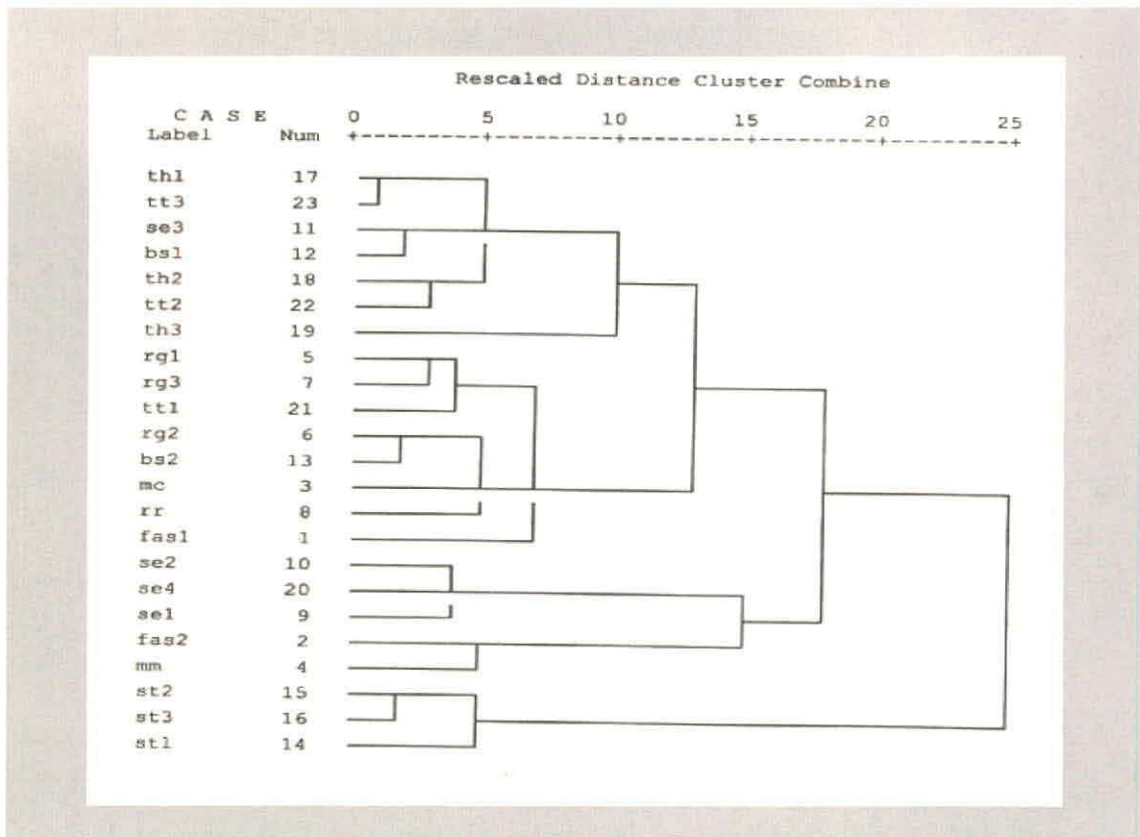 Rescaled Distance Cluster Combine
C A S E 0 5 10 15 20 25
Label Num
th1 17
tt3 23
se3 11
bs1 12
th2 18
tt2 22
th3 19
rg1 5
rg3 7
tt1 21
rg2 6
bs2 13
mc 3
rr 8
fas1 1
se2 10
se4 20
se1 9
fas2 2
mm 4
st2 15
st3 16
st1 14